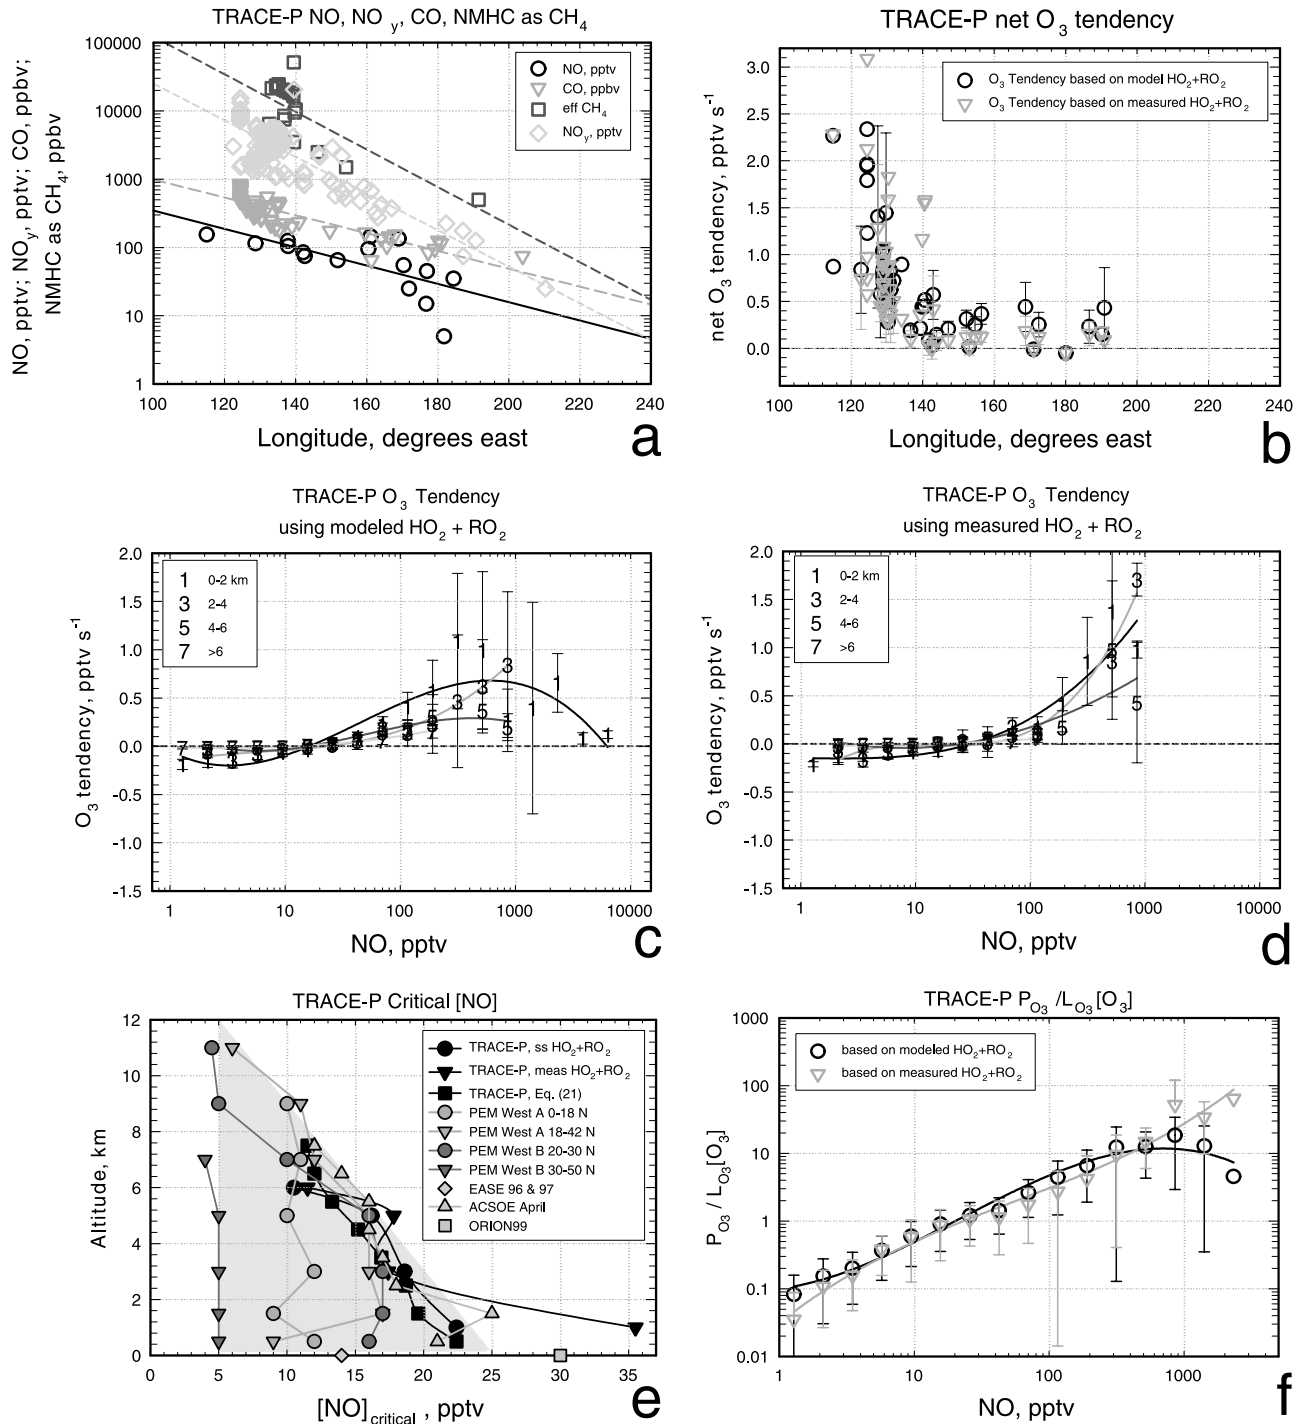 TRACE-P NO, NO y, CO, NMHC as CH4
NO, pptv; NOy, pptv; CO, ppbv;
NMHC as CH4, ppbv
100000
10000
1000
100
10
1
NO, pptv
CO, ppbv
eff CH4
NOy, pptv
100 120 140 160 180 200 220 240
Longitude, degrees east
a
TRACE-P net O3 tendency
net O3 tendency, pptv s-1
3.0
2.5
2.0
1.5
1.0
0.5
0.0
O3 Tendency based on model HO2+RO2
O3 Tendency based on measured HO2+RO2
100 120 140 160 180 200 220 240
Longitude, degrees east
b
TRACE-P O3 Tendency
using modeled HO2 + RO2
O3 tendency, pptv s-1
2.0
1.5
1.0
0.5
0.0
-0.5
-1.0
-1.5
1 0-2 km
3 2-4
5 4-6
7 >6
1 10 100 1000 10000
NO, pptv
c
TRACE-P O3 Tendency
using measured HO2 + RO2
O3 tendency, pptv s-1
2.0
1.5
1.0
0.5
0.0
-0.5
-1.0
-1.5
1 0-2 km
3 2-4
5 4-6
7 >6
1 10 100 1000 10000
NO, pptv
d
TRACE-P Critical [NO]
Altitude, km
12
10
8
6
4
2
0
TRACE-P, ss HO2+RO2
TRACE-P, meas HO2+RO2
TRACE-P, Eq. (21)
PEM West A 0-18 N
PEM West A 18-42 N
PEM West B 20-30 N
PEM West B 30-50 N
EASE 96 & 97
ACSOE April
ORION99
0 5 10 15 20 25 30 35
[NO]critical , pptv
e
TRACE-P PO3 /LO3[O3]
PO3 / LO3[O3]
1000
100
10
1
0.1
0.01
based on modeled HO2+RO2
based on measured HO2+RO2
1 10 100 1000
NO, pptv
f